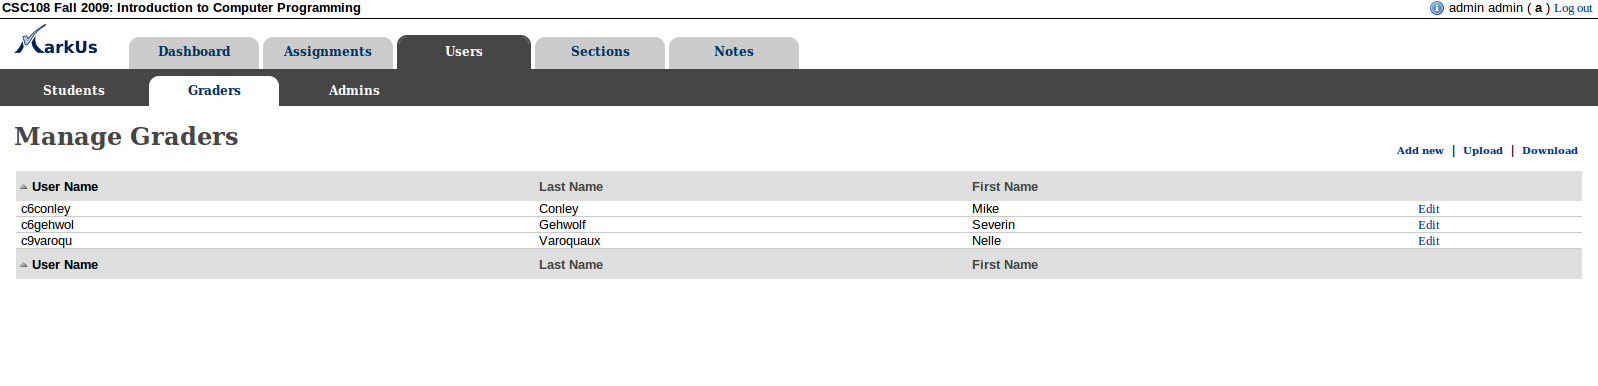 CSC108 Fall 2009: Introduction to Computer Programming
admin admin ( a ) Log out
MarkUs
Dashboard Assignments Users Sections Notes
Students Graders Admins
Manage Graders
Add new | Upload | Download
User Name Last Name First Name
c6conley Conley Mike Edit
c6gehwol Gehwolf Severin Edit
c9varoqu Varoquaux Nelle Edit
User Name Last Name First Name